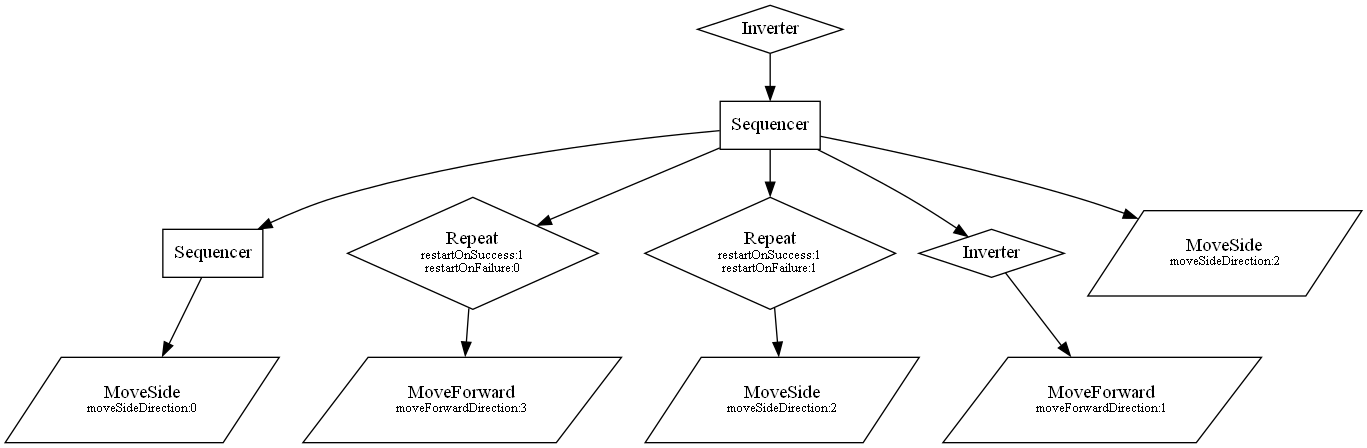 Inverter
Sequencer
Sequencer
Repeat
restartOnSuccess:1
restartOnFailure:0
Repeat
restartOnSuccess:1
restartOnFailure:1
Inverter
MoveSide
moveSideDirection:2
MoveSide
moveSideDirection:0
MoveForward
moveForwardDirection:3
MoveSide
moveSideDirection:2
MoveForward
moveForwardDirection:1